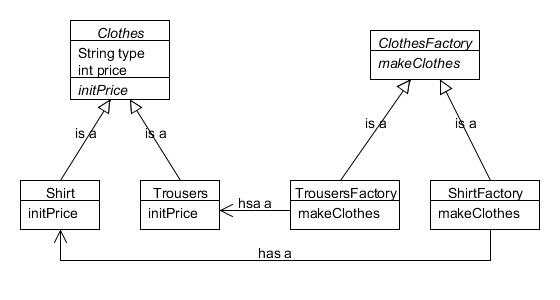 Clothes
String type
int price
initPrice
ClothesFactory
makeClothes
is a
is a
is a
is a
Shirt
initPrice
Trousers
initPrice
hsa a
TrousersFactory
makeClothes
ShirtFactory
makeClothes
has a